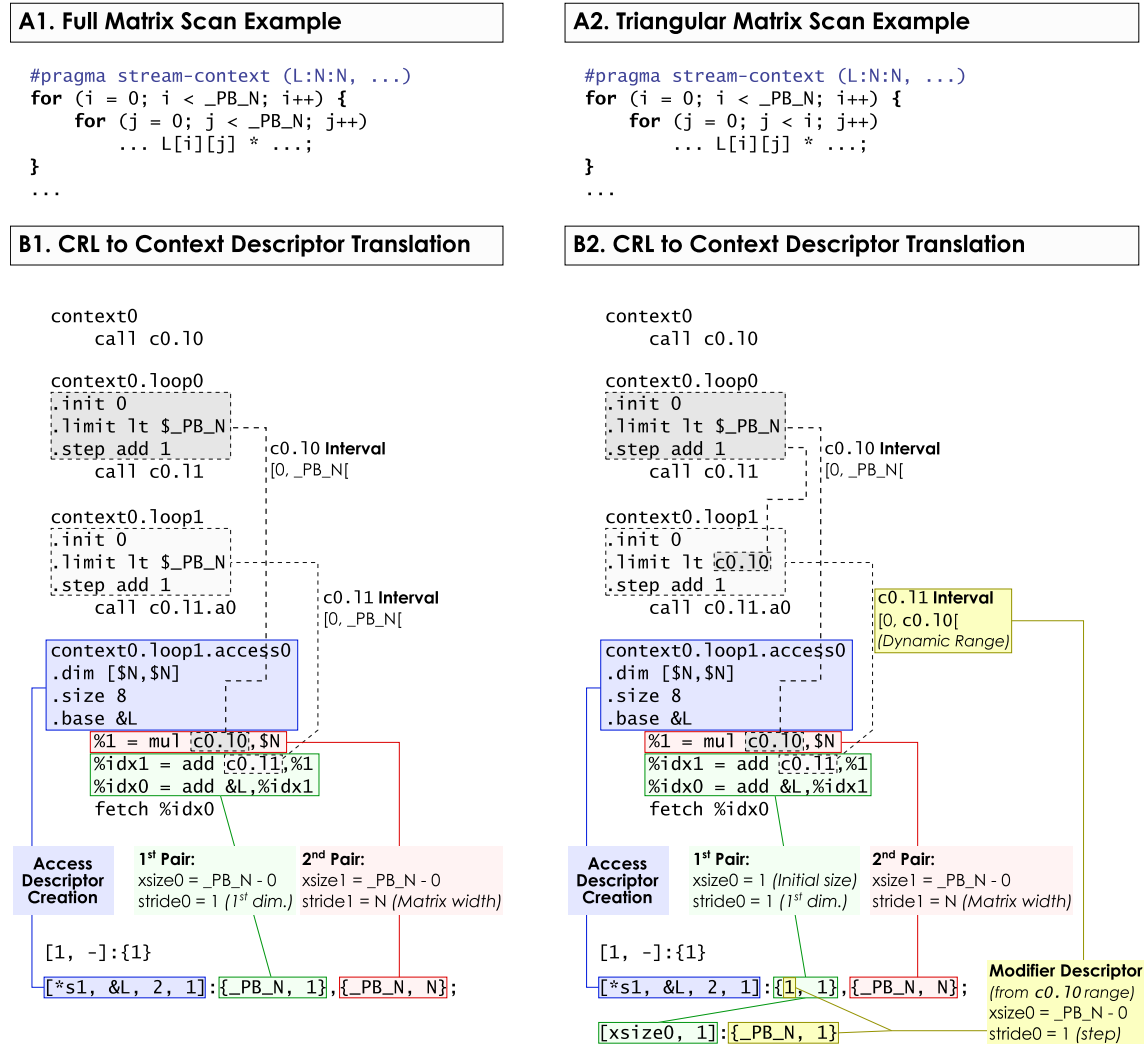 A1. Full Matrix Scan Example
#pragma stream-context (L:N:N, ...)
for (i = 0; i < _PB_N; i++) {
for (j = 0; j < _PB_N; j++)
... L[i][j] * ...;
}
...
B1. CRL to Context Descriptor Translation
context0
call c0.l0
context0.loop0
.init 0
.limit lt $_PB_N
.step add 1
call c0.l1
c0.l0 Interval
[0, _PB_N[
context0.loop1
.init 0
.limit lt $_PB_N
.step add 1
call c0.l1.a0
c0.l1 Interval
[0, _PB_N[
context0.loop1.access0
.dim [$N,$N]
.size 8
.base &L
%1 = mul c0.l0,$N
%idx1 = add c0.l1,%1
%idx0 = add &L,%idx1
fetch %idx0
Access
Descriptor
Creation
1st Pair:
xsize0 = _PB_N - 0
stride0 = 1 (1st dim.)
2nd Pair:
xsize1 = _PB_N - 0
stride1 = N (Matrix width)
[1, -]:{1}
[*s1, &L, 2, 1]:{_PB_N, 1},{_PB_N, N};
A2. Triangular Matrix Scan Example
#pragma stream-context (L:N:N, ...)
for (i = 0; i < _PB_N; i++) {
for (j = 0; j < i; j++)
... L[i][j] * ...;
}
...
B2. CRL to Context Descriptor Translation
context0
call c0.l0
context0.loop0
.init 0
.limit lt $_PB_N
.step add 1
call c0.l1
c0.l0 Interval
[0, _PB_N[
context0.loop1
.init 0
.limit lt c0.l0
.step add 1
call c0.l1.a0
c0.l1 Interval
[0, c0.l0[
(Dynamic Range)
context0.loop1.access0
.dim [$N,$N]
.size 8
.base &L
%1 = mul c0.l0,$N
%idx1 = add c0.l1,%1
%idx0 = add &L,%idx1
fetch %idx0
Access
Descriptor
Creation
1st Pair:
xsize0 = 1 (Initial size)
stride0 = 1 (1st dim.)
2nd Pair:
xsize1 = _PB_N - 0
stride1 = N (Matrix width)
[1, -]:{1}
[*s1, &L, 2, 1]:{1, 1},{_PB_N, N};
[xsize0, 1]:{_PB_N, 1}
Modifier Descriptor
(from c0.l0 range)
xsize0 = _PB_N - 0
stride0 = 1 (step)